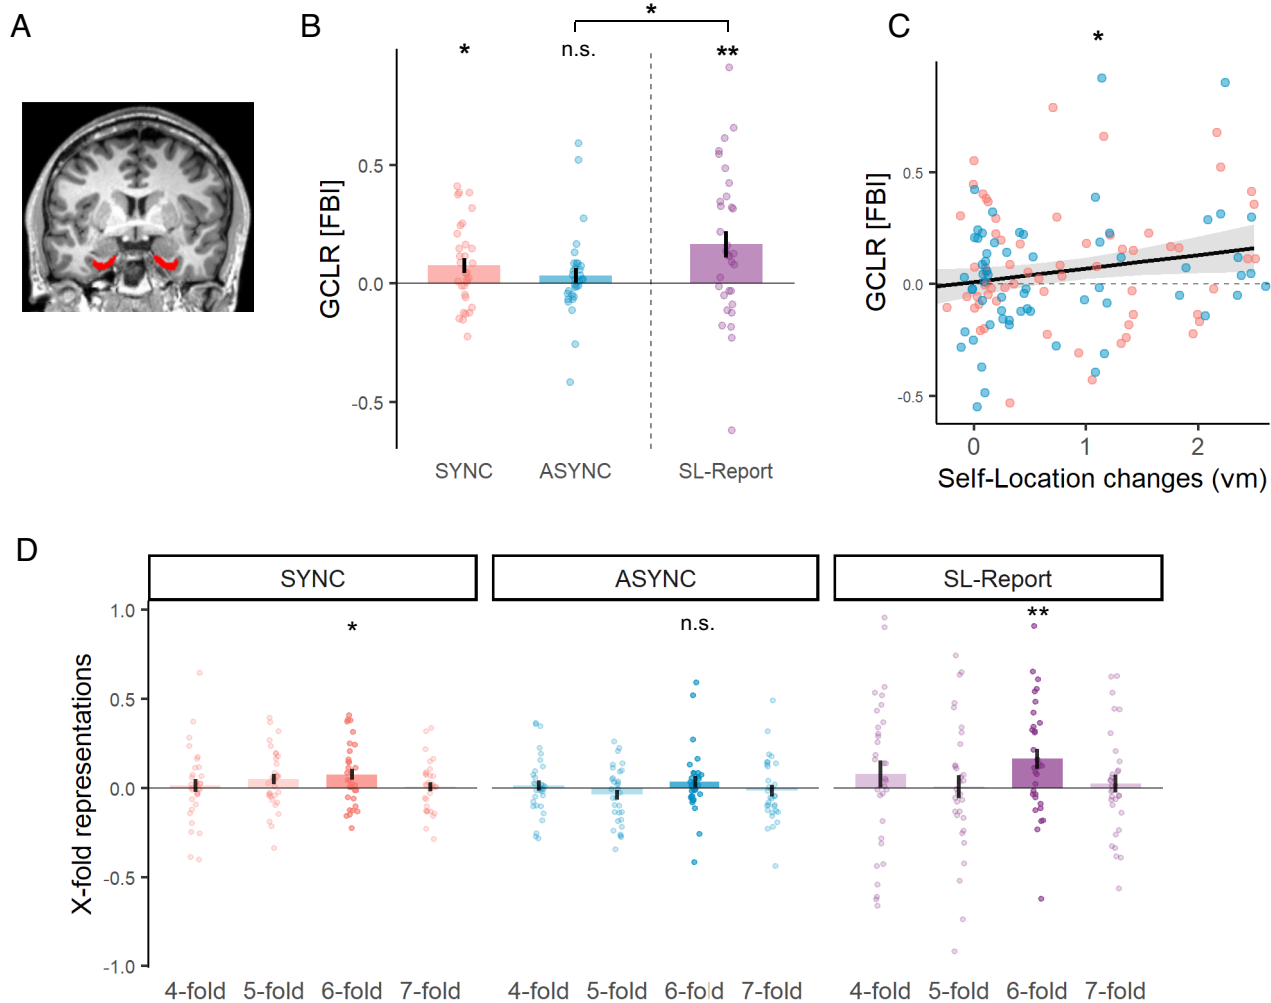 A
B
C
*
*
*
n.s.
**
GCLR [FBI]
0.5
0.0
-0.5
SYNC
ASYNC
SL-Report
GCLR [FBI]
0.5
0.0
-0.5
0
1
2
Self-Location changes (vm)
D
SYNC
ASYNC
SL-Report
*
n.s.
**
X-fold representations
1.0
0.5
0.0
-0.5
-1.0
4-fold 5-fold 6-fold 7-fold
4-fold 5-fold 6-fold 7-fold
4-fold 5-fold 6-fold 7-fold